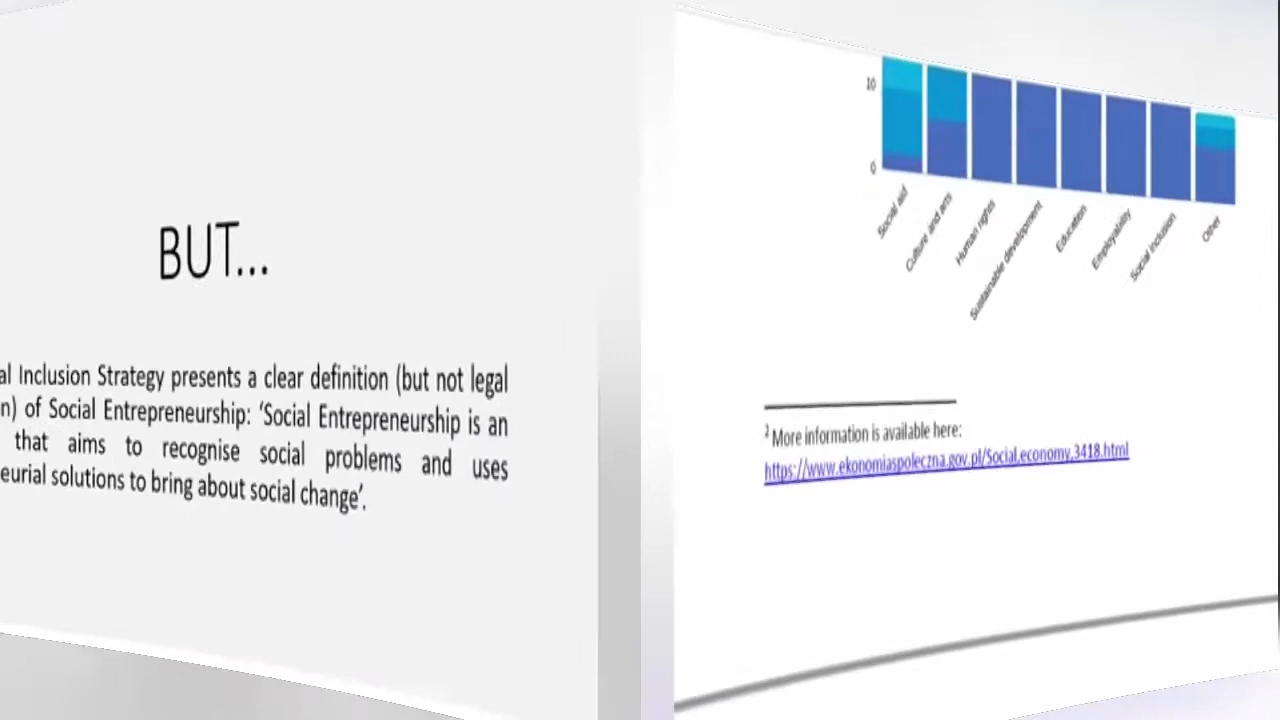 BUT...
al Inclusion Strategy presents a clear definition (but not legal
n) of Social Entrepreneurship: ‘Social Entrepreneurship is an
that aims to recognise social problems and uses
eurial solutions to bring about social change’.
10
0
Social aid
Culture and arts
Human rights
Sustainable development
Education
Employability
Social inclusion
Other
2 More information is available here:
https://www.ekonomiaspoleczna.gov.pl/Social,economy,3418.html